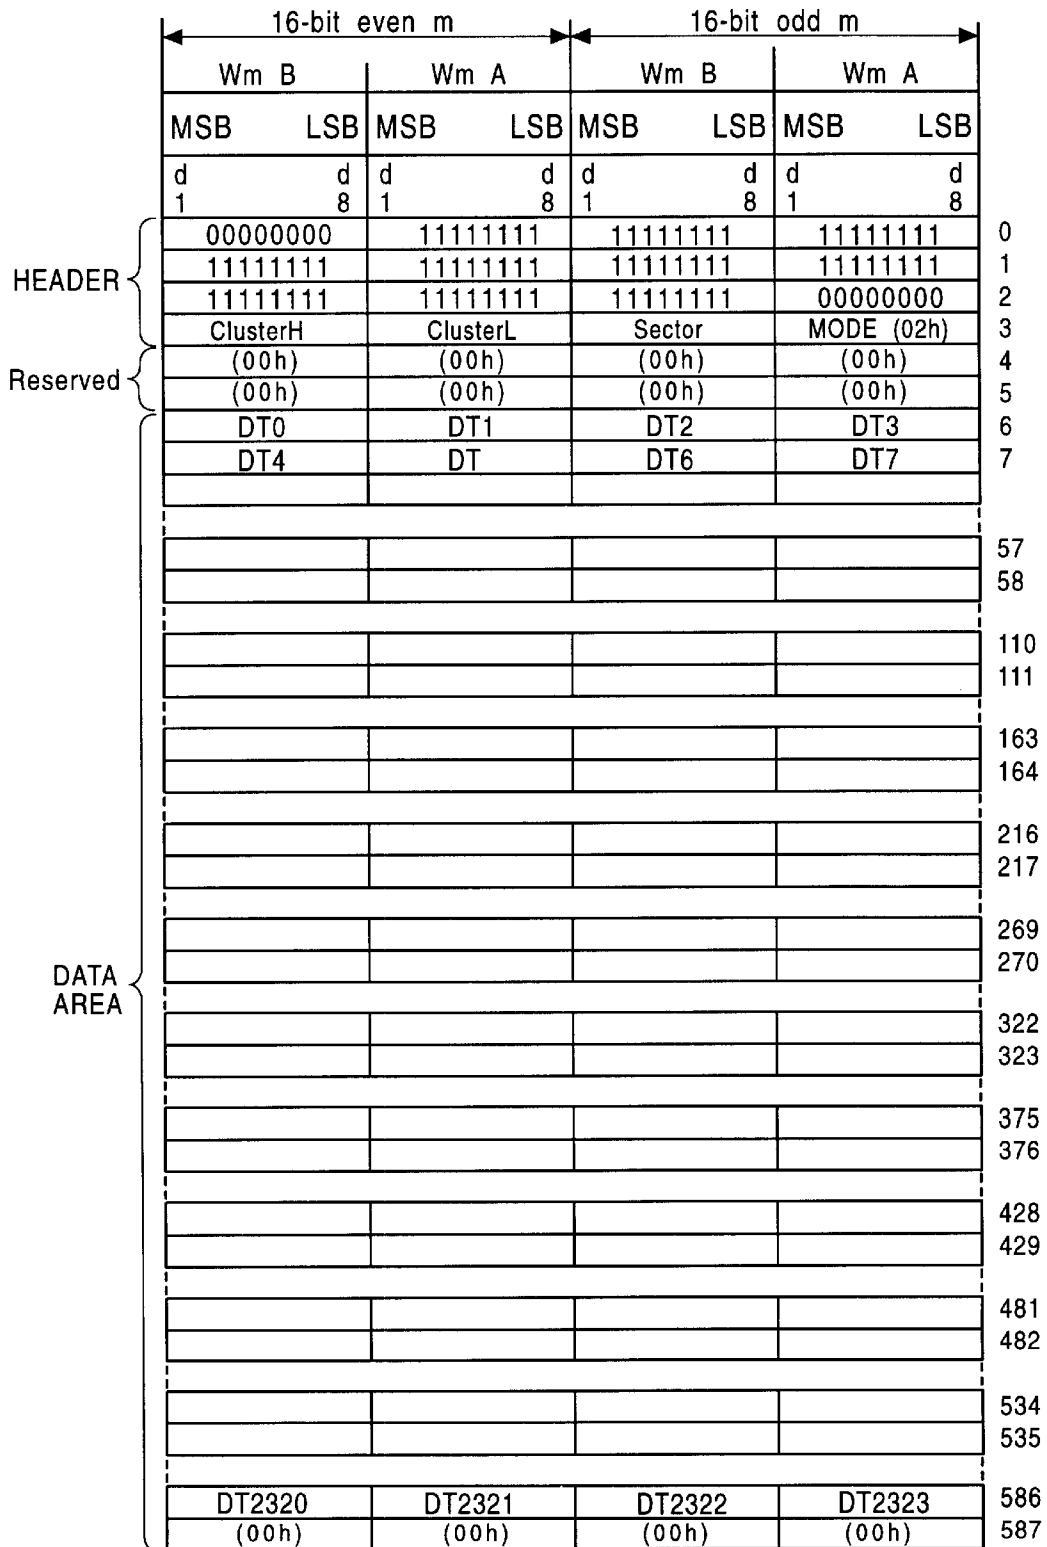 16-bit even m 16-bit odd m
Wm B Wm A Wm B Wm A
MSB LSB MSB LSB MSB LSB MSB LSB
d d d d d d d d
1 8 1 8 1 8 1 8
00000000 11111111 11111111 11111111 0
11111111 11111111 11111111 11111111 1
HEADER
11111111 11111111 11111111 00000000 2
ClusterH ClusterL Sector MODE (02h) 3
(00h) (00h) (00h) (00h) 4
Reserved
(00h) (00h) (00h) (00h) 5
DT0 DT1 DT2 DT3 6
DT4 DT DT6 DT7 7
57
58
110
111
163
164
216
217
269
270
DATA
AREA
322
323
375
376
428
429
481
482
534
535
DT2320 DT2321 DT2322 DT2323 586
(00h) (00h) (00h) (00h) 587